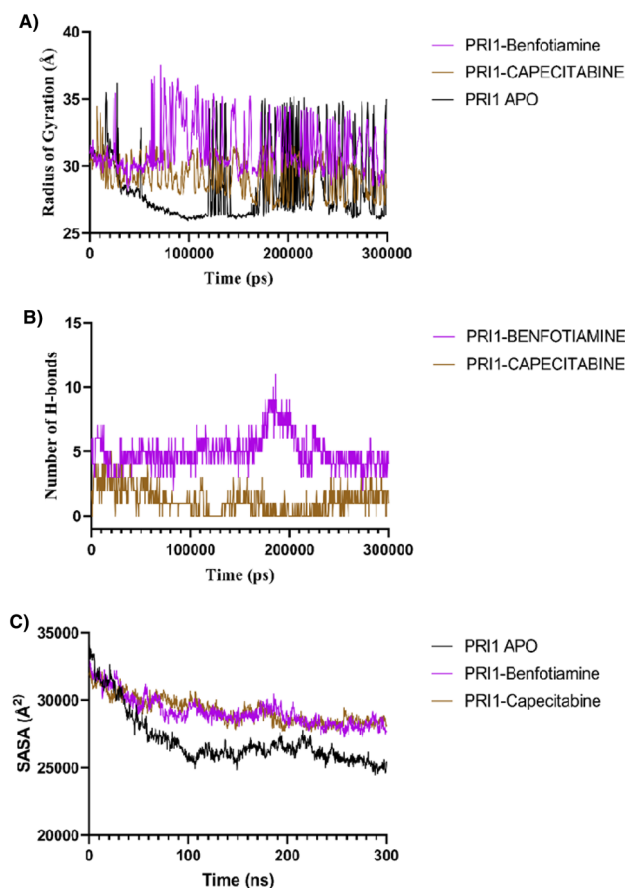 A)
Radius of Gyration (Å)
40
35
30
25
0 100000 200000 300000
Time (ps)
PRI1-Benfotiamine
PRI1-CAPECITABINE
PRI1 APO
B)
Number of H-bonds
15
10
5
0
0 100000 200000 300000
Time (ps)
PRI1-BENFOTIAMINE
PRI1-CAPECITABINE
C)
SASA (Å²)
35000
30000
25000
20000
0 100 200 300
Time (ns)
PRI1 APO
PRI1-Benfotiamine
PRI1-Capecitabine